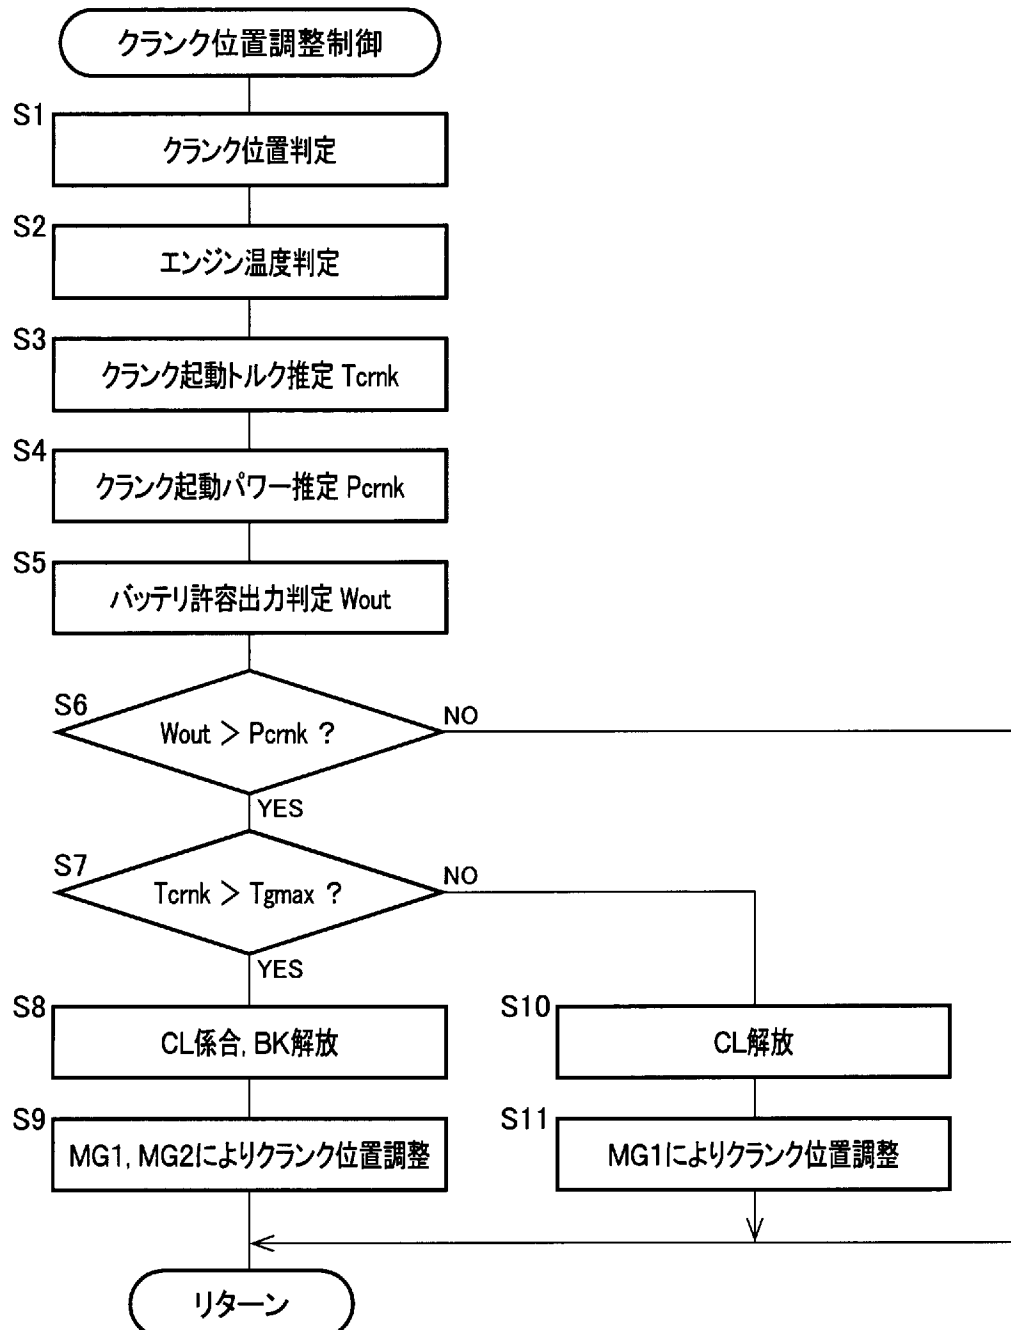 クランク位置調整制御
S1
クランク位置判定
S2
エンジン温度判定
S3
クランク起動トルク推定 Tcrnk
S4
クランク起動パワー推定 Pcrnk
S5
バッテリ許容出力判定 Wout
S6
Wout > Pcrnk ?
NO
YES
S7
Tcrnk > Tgmax ?
NO
YES
S8
CL係合, BK解放
S10
CL解放
S9
MG1, MG2によりクランク位置調整
S11
MG1によりクランク位置調整
リターン